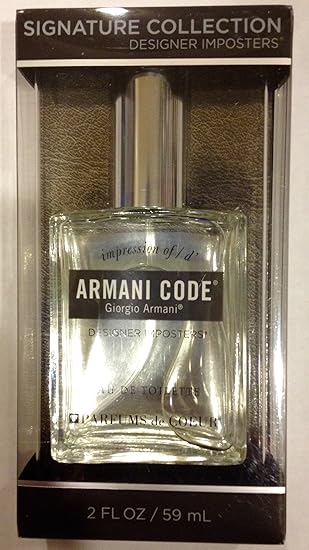 SIGNATURE COLLECTION
DESIGNER IMPOSTERS®
impression of / d'
ARMANI CODE®
Giorgio Armani®
DESIGNER IMPOSTERS®
EAU DE TOILETTE
PARFUMS de COEUR®
2 FL OZ / 59 mL